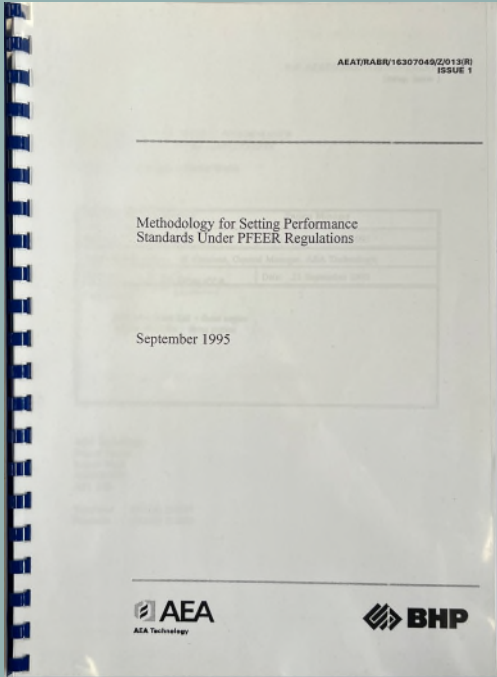 AEAT/RABR/16307049/Z/013(R)
ISSUE 1
Methodology for Setting Performance
Standards Under PFEER Regulations
September 1995
AEA
AEA Technology
BHP